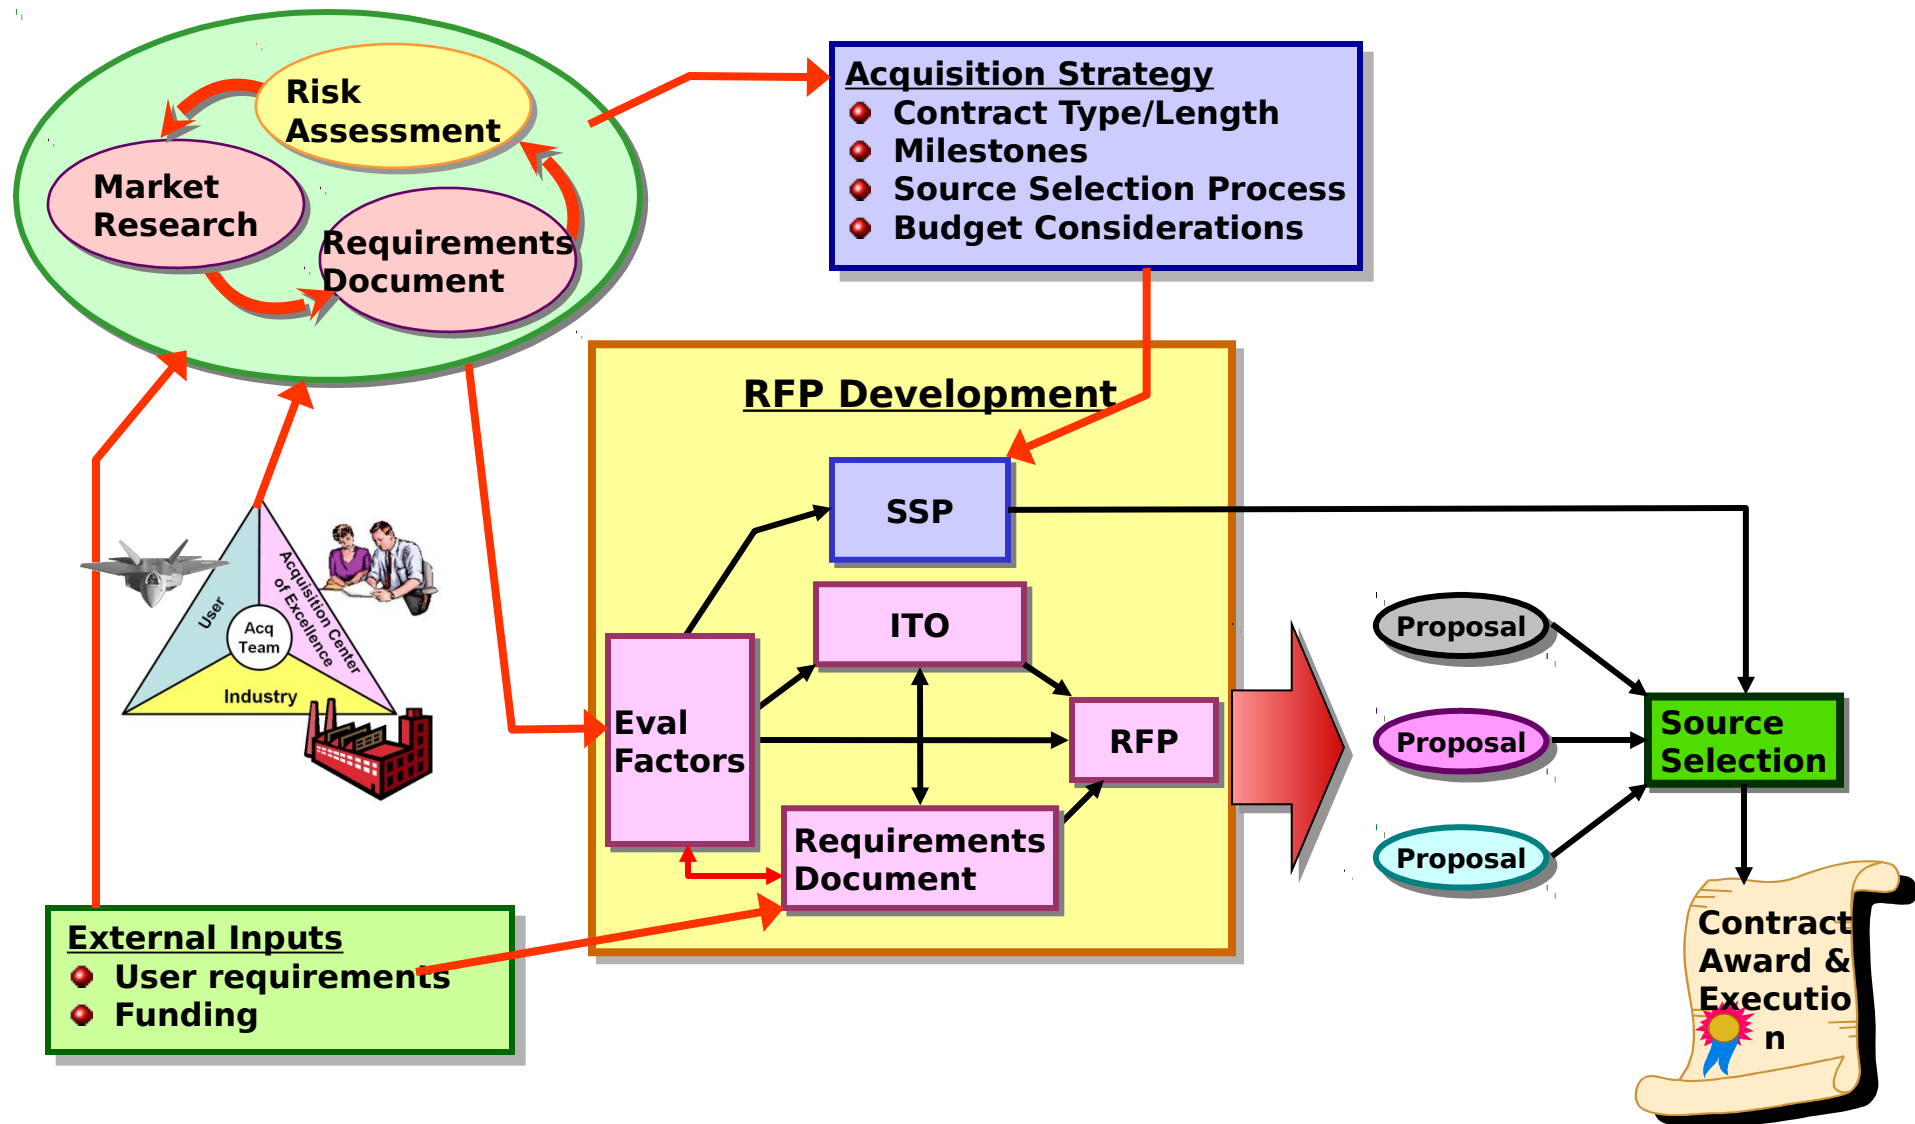 Risk
Assessment
Market
Research
Requirements
Document
Acquisition Strategy
Contract Type/Length
Milestones
Source Selection Process
Budget Considerations
RFP Development
SSP
ITO
Eval
Factors
RFP
Requirements
Document
User
Acquisition Center
of Excellence
Acq
Team
Industry
External Inputs
User requirements
Funding
Proposal
Proposal
Proposal
Source
Selection
Contract
Award &
Executio
n